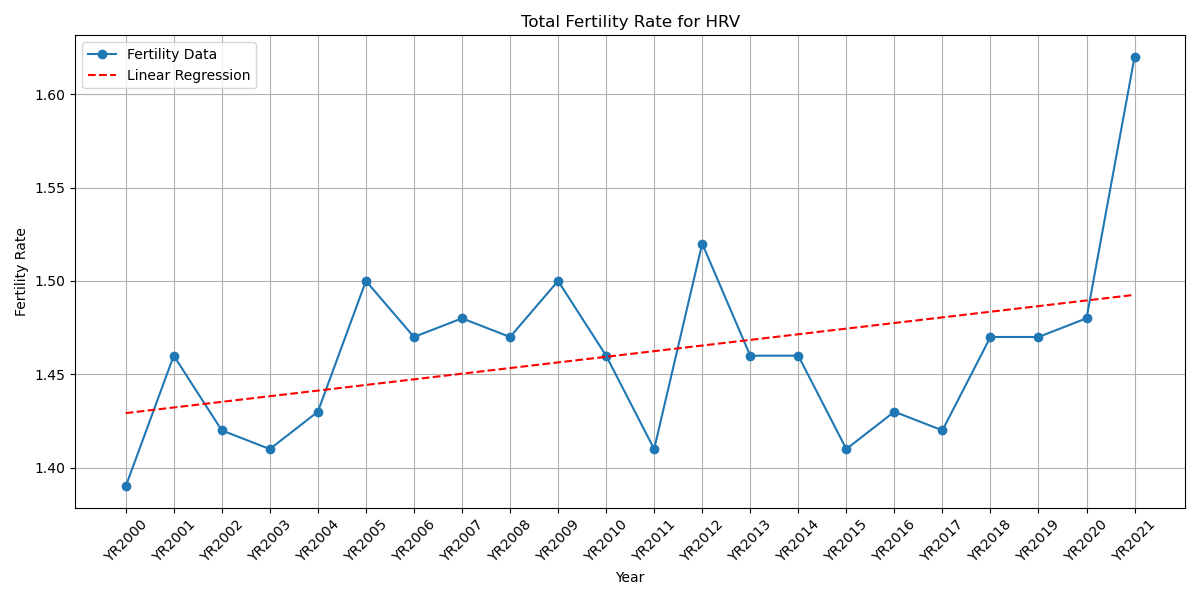 Total Fertility Rate for HRV
Fertility Data
Linear Regression
Fertility Rate
1.60
1.55
1.50
1.45
1.40
YR2000
YR2001
YR2002
YR2003
YR2004
YR2005
YR2006
YR2007
YR2008
YR2009
YR2010
YR2011
YR2012
YR2013
YR2014
YR2015
YR2016
YR2017
YR2018
YR2019
YR2020
YR2021
Year